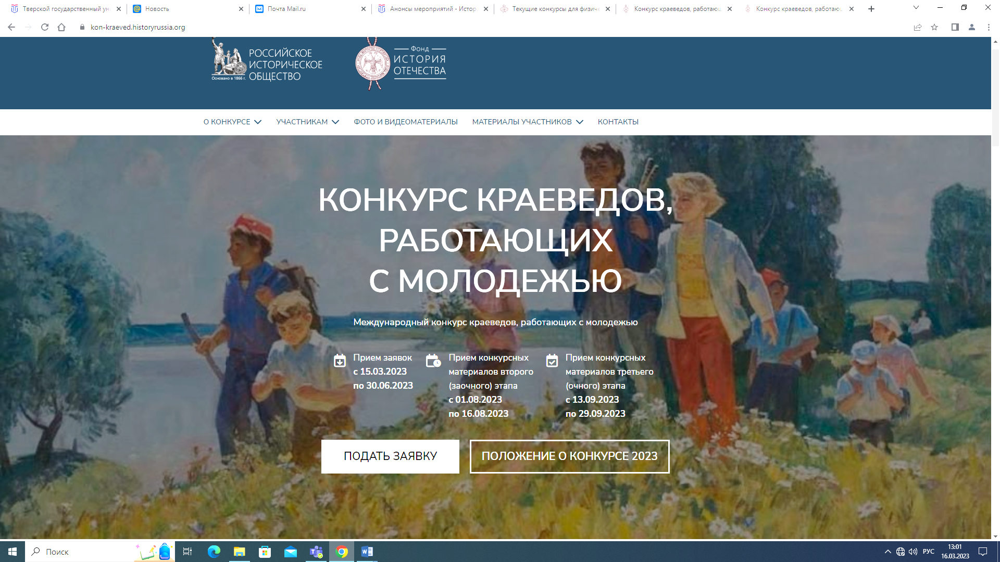 Тверской государственный ун
Новость
Почта Mail.ru
Анонсы мероприятий - Истор
Текущие конкурсы для физиче
Конкурс краеведов, работаю
Конкурс краеведов, работаю
kon-kraeved.historyrussia.org
РОССИЙСКОЕ
ИСТОРИЧЕСКОЕ
ОБЩЕСТВО
Основано в 1866 г.
Фонд
ИСТОРИЯ
ОТЕЧЕСТВА
О КОНКУРСЕ
УЧАСТНИКАМ
ФОТО И ВИДЕОМАТЕРИАЛЫ
МАТЕРИАЛЫ УЧАСТНИКОВ
КОНТАКТЫ
КОНКУРС КРАЕВЕДОВ,
РАБОТАЮЩИХ
С МОЛОДЕЖЬЮ
Международный конкурс краеведов, работающих с молодежью
Прием заявок
с 15.03.2023
по 30.06.2023
Прием конкурсных
материалов второго
(заочного) этапа
с 01.08.2023
по 16.08.2023
Прием конкурсных
материалов третьего
(очного) этапа
с 13.09.2023
по 29.09.2023
ПОДАТЬ ЗАЯВКУ
ПОЛОЖЕНИЕ О КОНКУРСЕ 2023
Поиск
РУС
13:01
16.03.2023